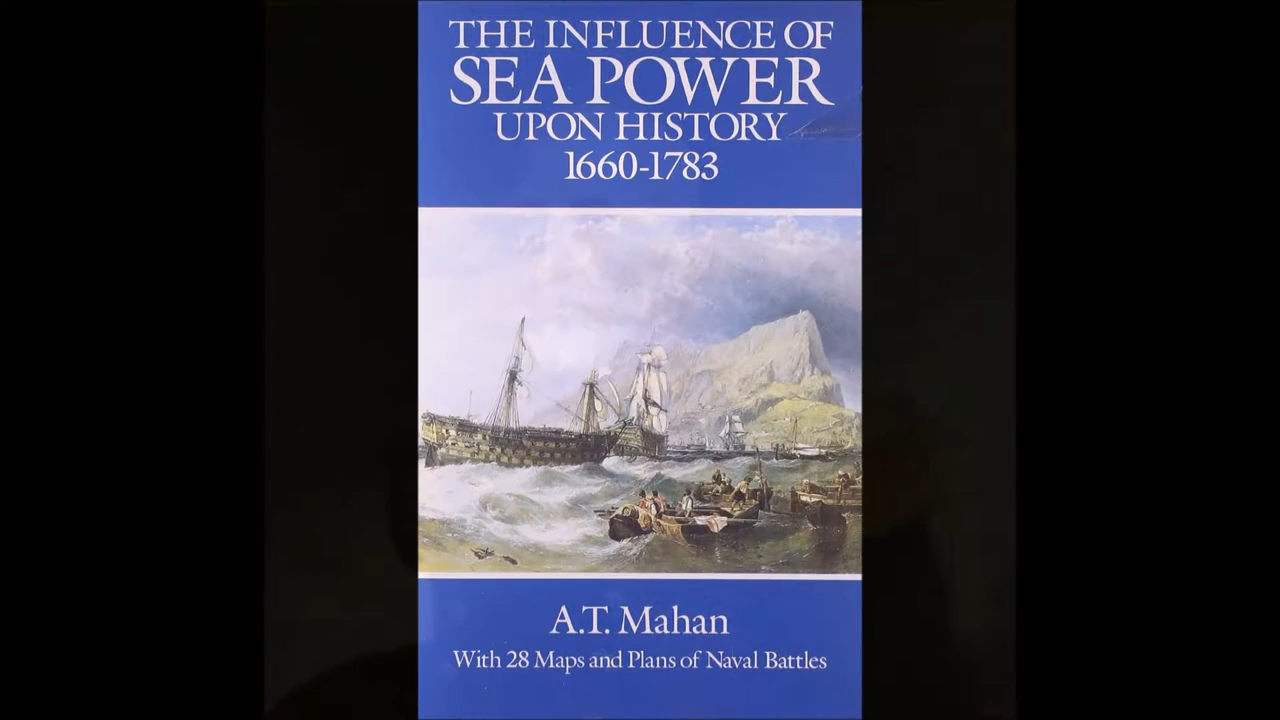 THE INFLUENCE OF
SEA POWER
UPON HISTORY
1660-1783
A.T. Mahan
With 28 Maps and Plans of Naval Battles